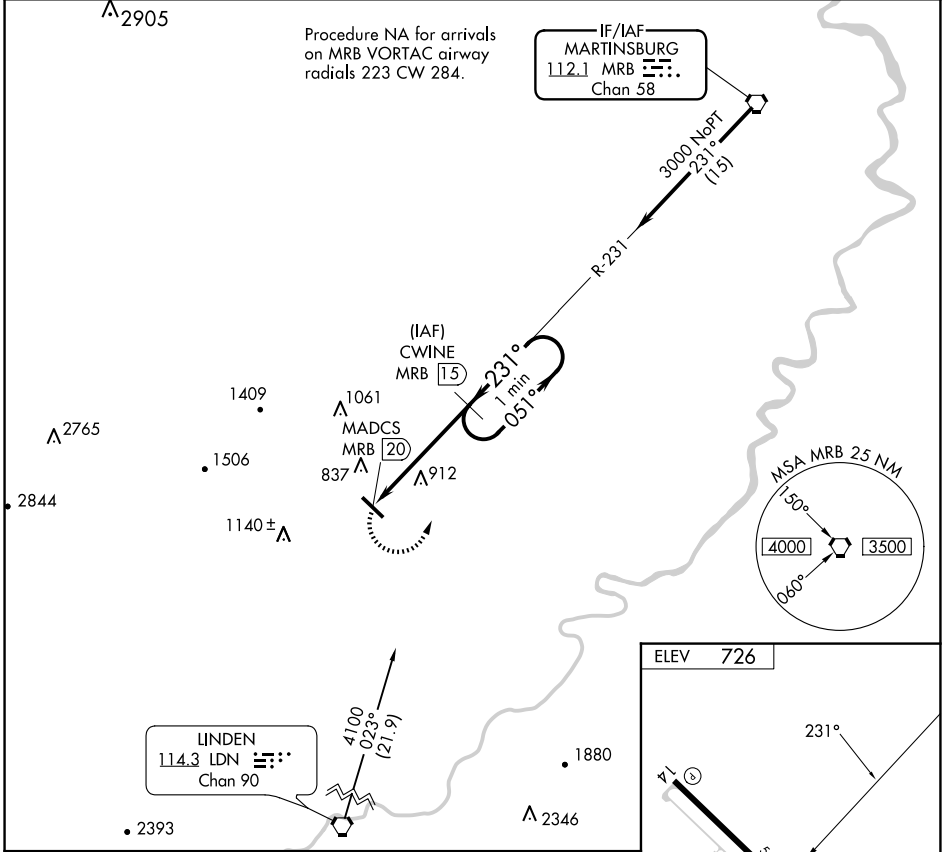 2905
Procedure NA for arrivals
on MRB VORTAC airway
radials 223 CW 284.
IF/IAF
MARTINSBURG
112.1 MRB
Chan 58
3000 NoPT
231°
(15)
R-231
(IAF)
CWINE
MRB 15
231°
1 min
051°
1409
1061
MADCS
MRB 20
2765
1506
837
912
2844
1140 ±
MSA MRB 25 NM
150°
4000
3500
060°
ELEV 726
4100
023°
(21.9)
LINDEN
114.3 LDN
Chan 90
231°
1880
14
P
2393
2346